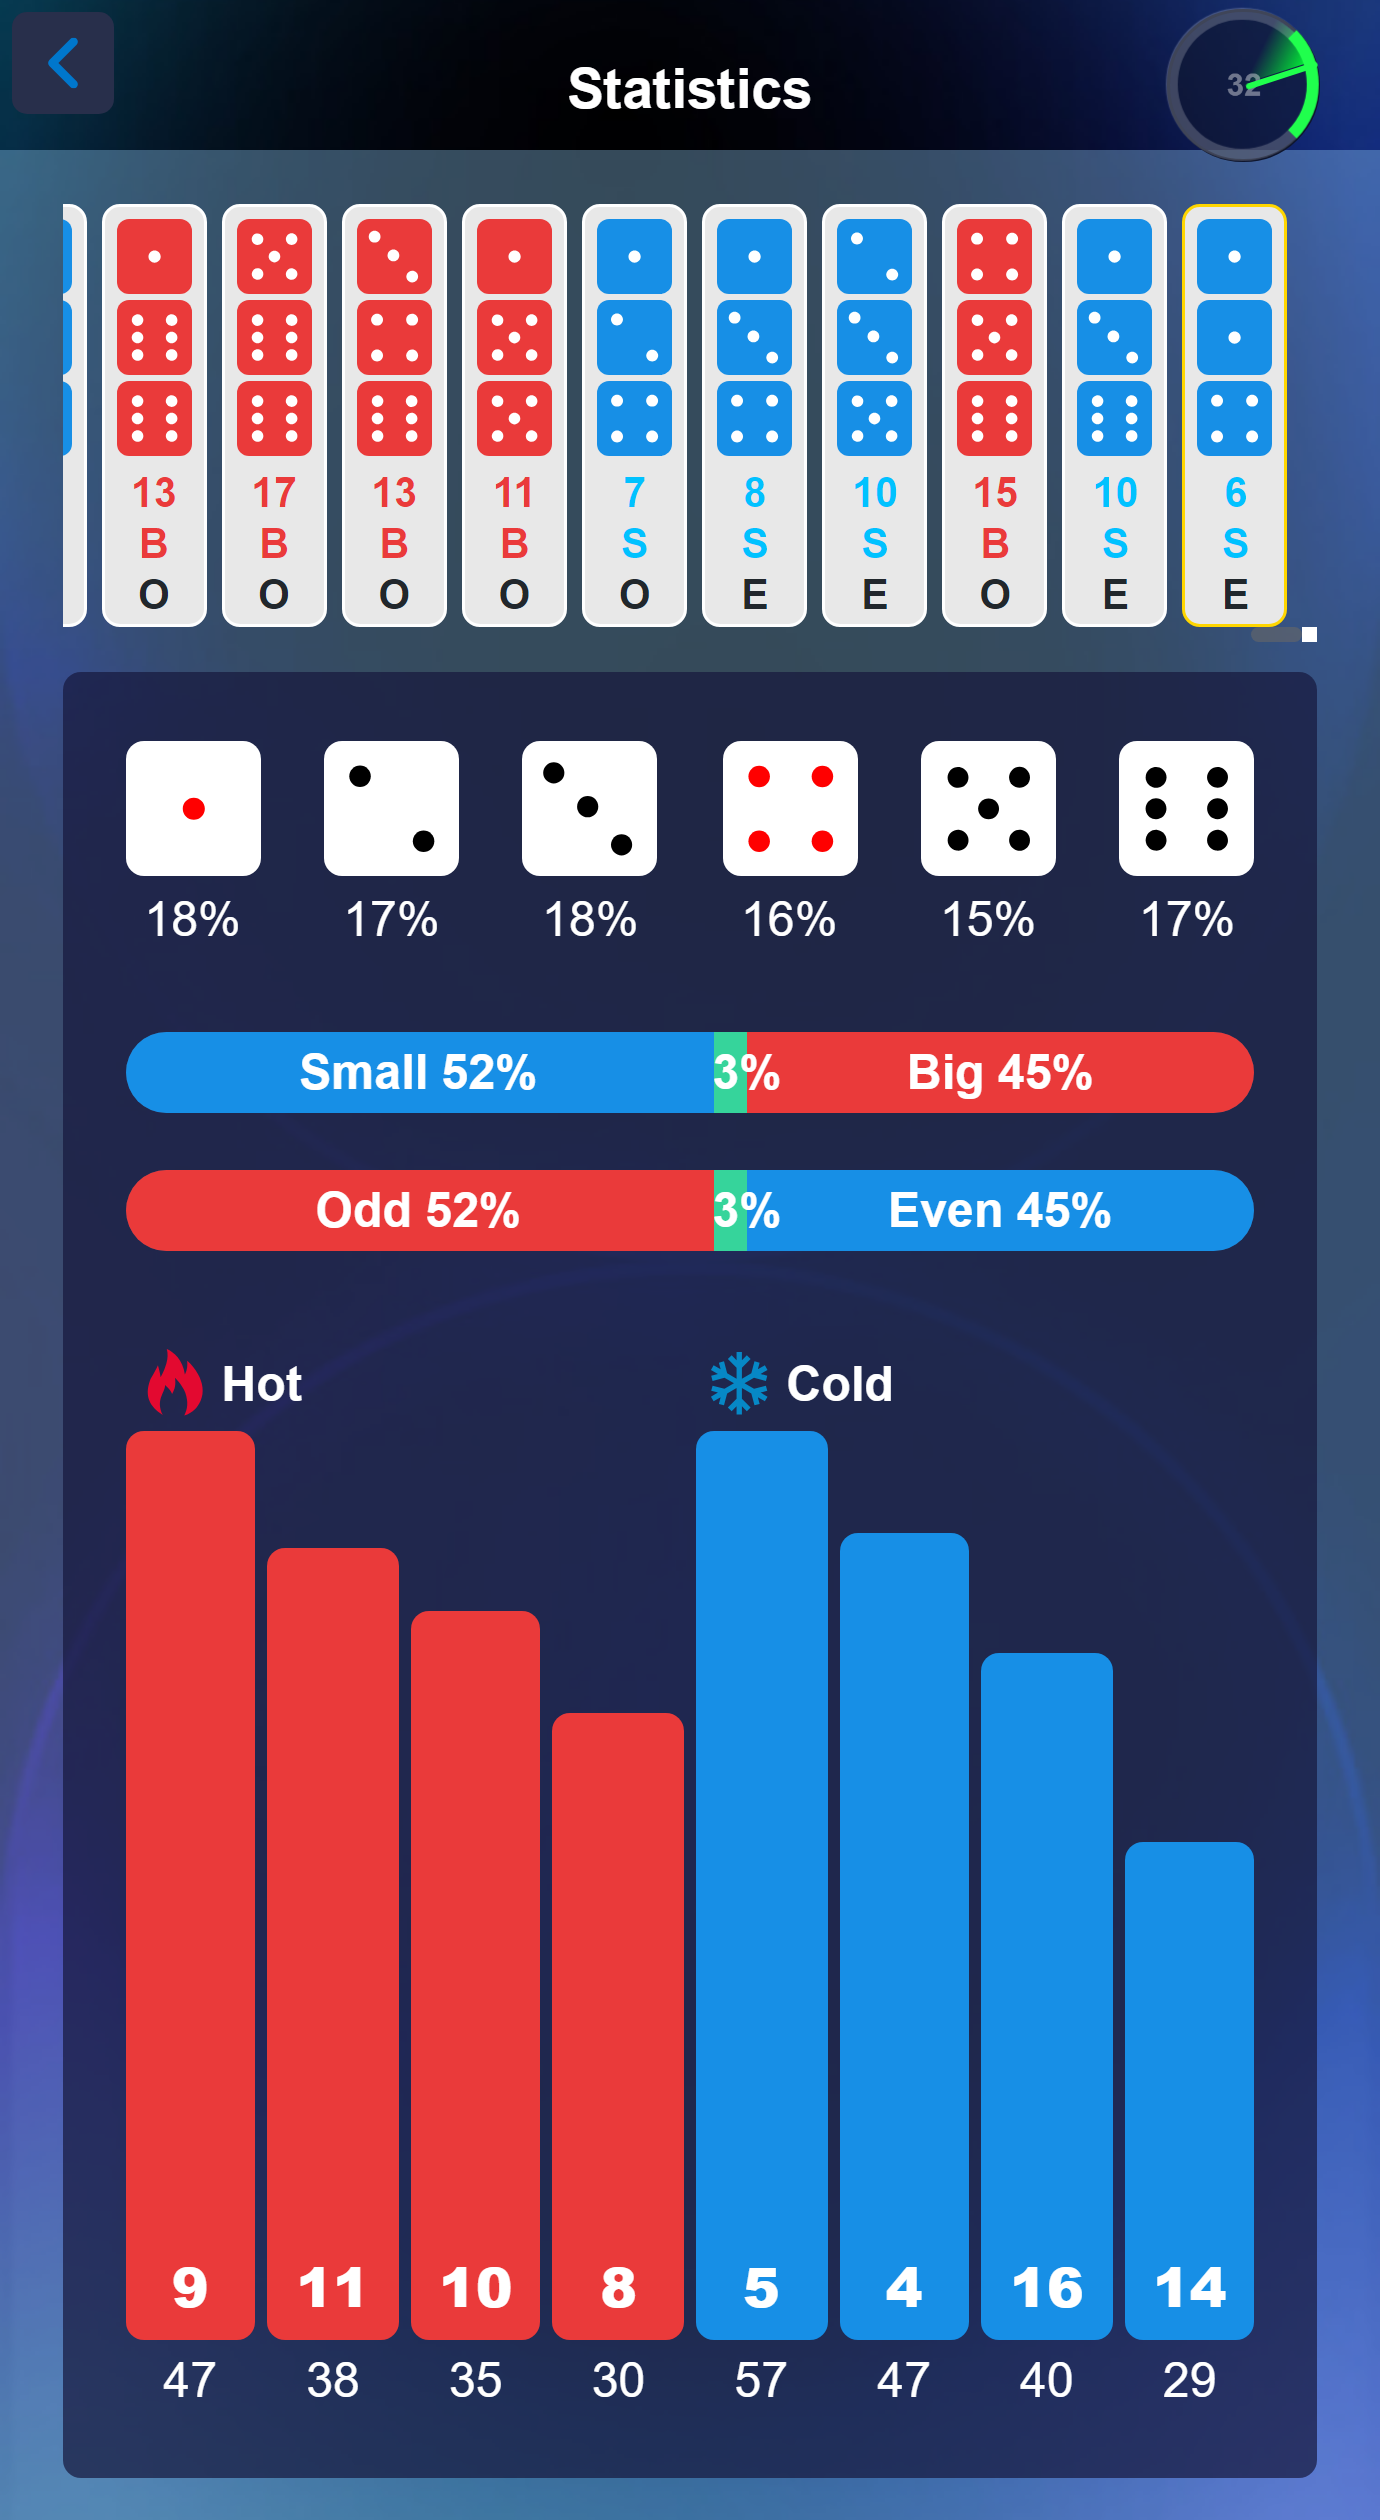 Statistics
32
13 17 13 11 7 8 10 15 10 6
B B B B S S S B S S
O O O O O E E O E E
18% 17% 18% 16% 15% 17%
Small 52% 3% Big 45%
Odd 52% 3% Even 45%
Hot Cold
9 11 10 8 5 4 16 14
47 38 35 30 57 47 40 29